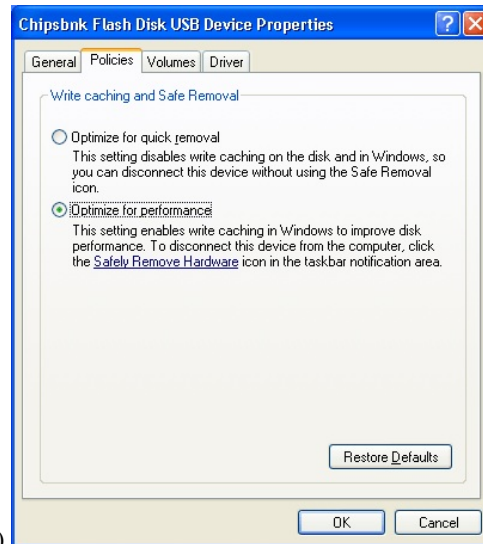 Chipsbnk Flash Disk USB Device Properties
General Policies Volumes Driver
Write caching and Safe Removal
Optimize for quick removal
This setting disables write caching on the disk and in Windows, so
you can disconnect this device without using the Safe Removal
icon.
Optimize for performance
This setting enables write caching in Windows to improve disk
performance. To disconnect this device from the computer, click
the Safely Remove Hardware icon in the taskbar notification area.
Restore Defaults
OK Cancel